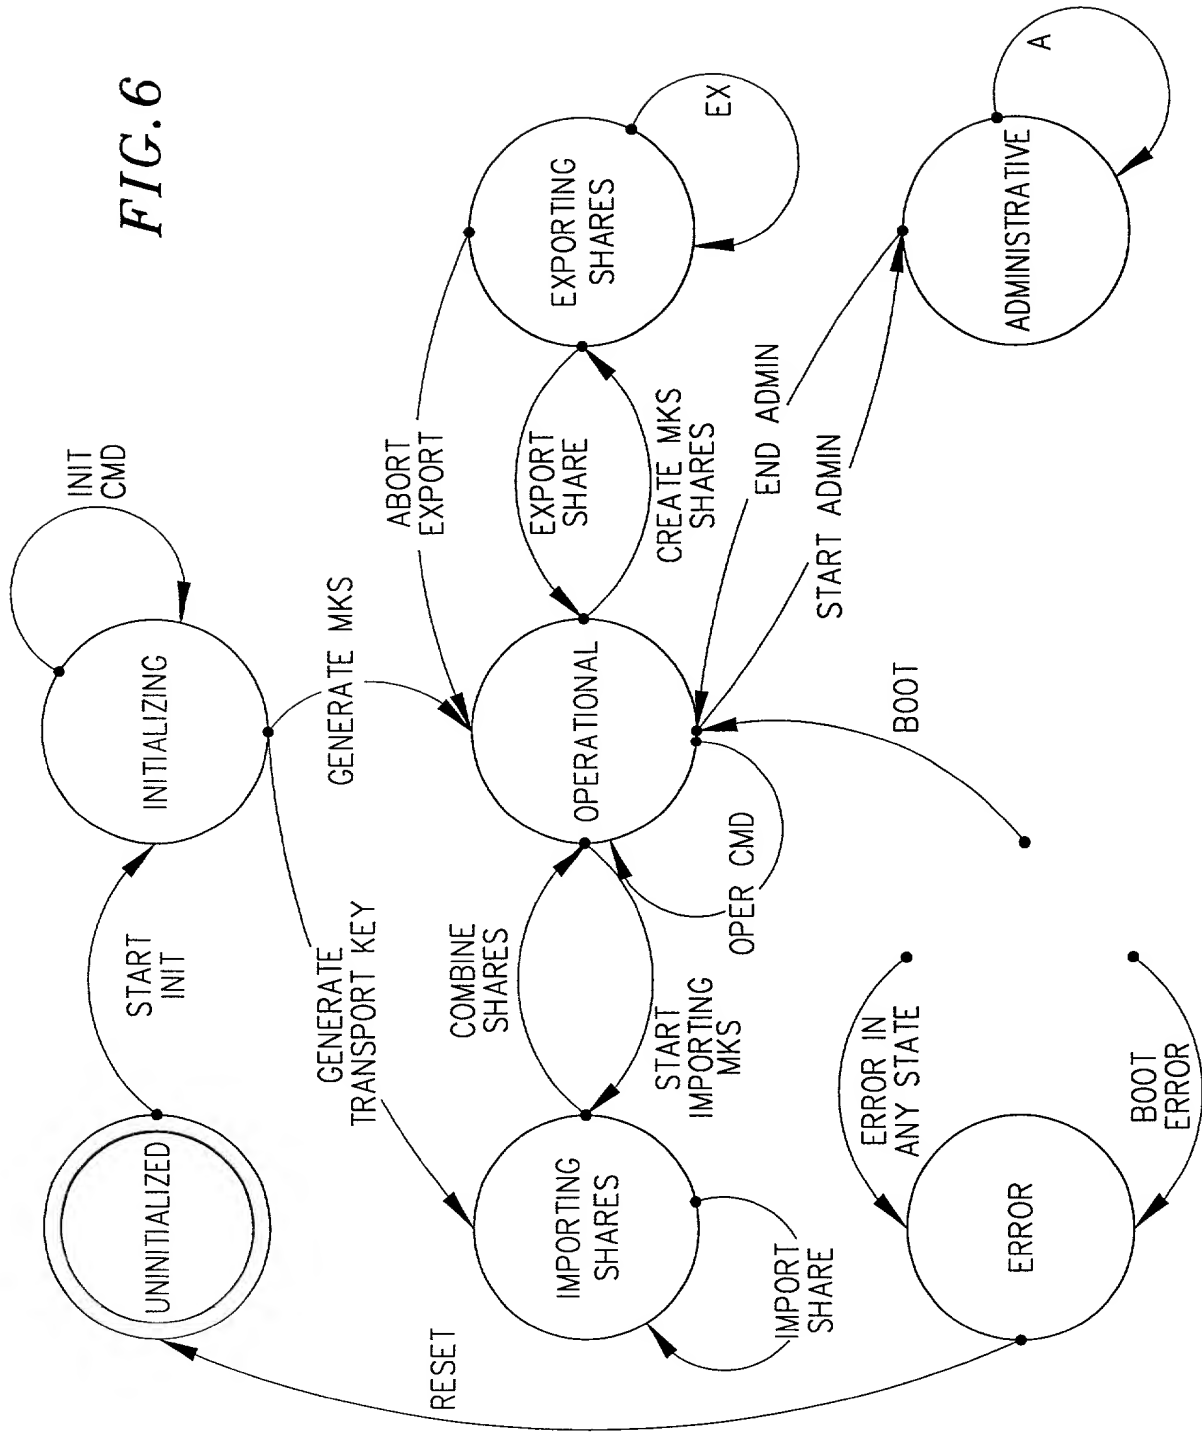 FIG.6
INIT
CMD
START
INIT
UNINITIALIZED
INITIALIZING
GENERATE
TRANSPORT KEY
GENERATE MKS
ABORT
EXPORT
RESET
COMBINE
SHARES
EXPORT
SHARE
IMPORTING
SHARES
OPERATIONAL
EXPORTING
SHARES
START
IMPORTING
MKS
CREATE MKS
SHARES
EX
IMPORT
SHARE
OPER CMD
END ADMIN
START ADMIN
BOOT
ERROR IN
ANY STATE
ERROR
BOOT
ERROR
ADMINISTRATIVE
A